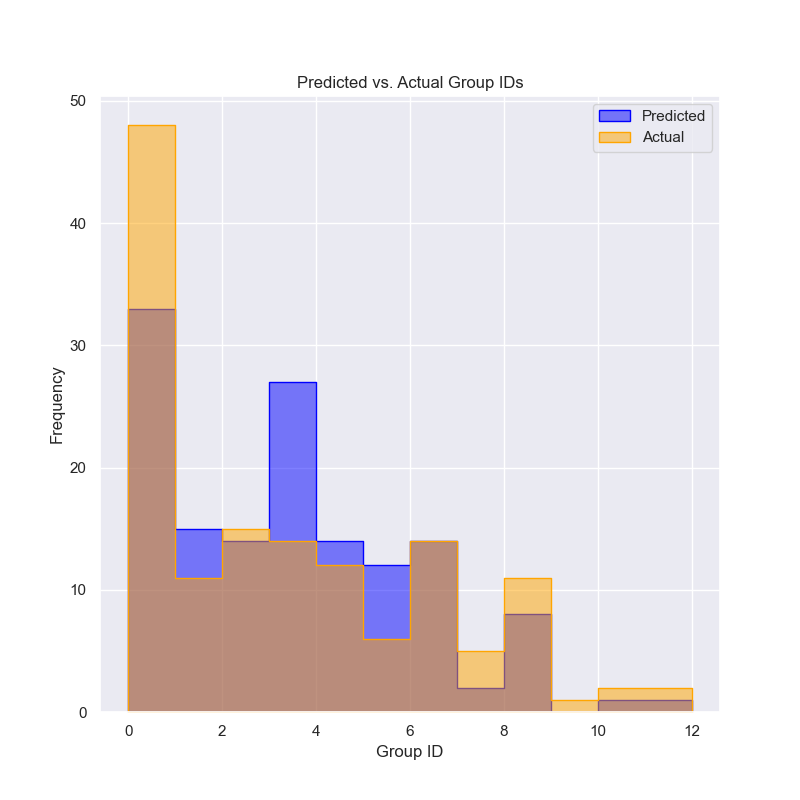 Predicted vs. Actual Group IDs
Predicted
Actual
50
40
30
20
10
0
Frequency
0 2 4 6 8 10 12
Group ID